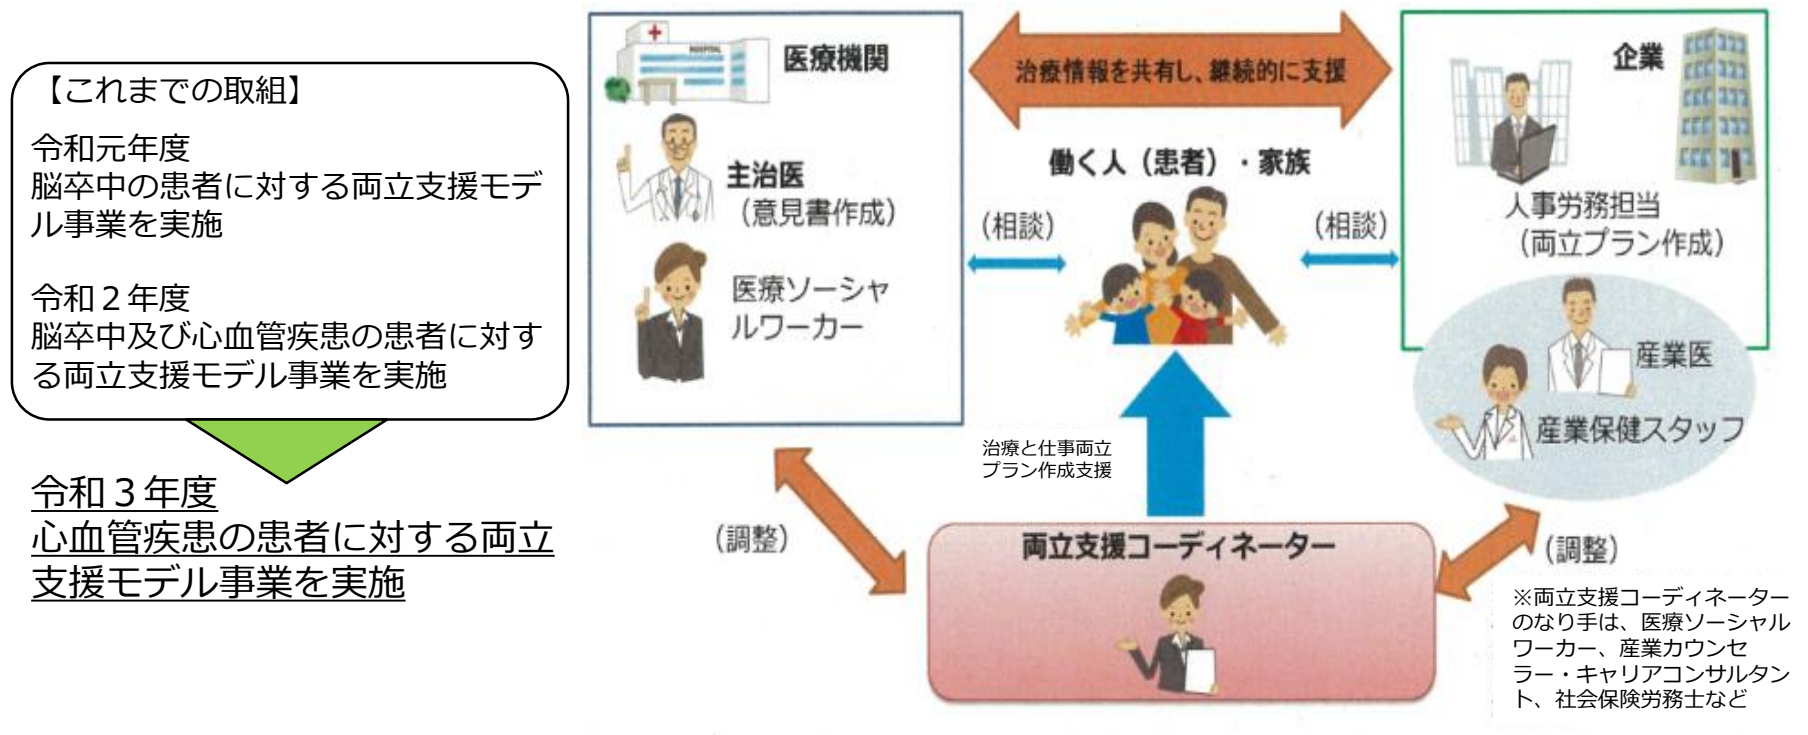 【これまでの取組】
令和元年度
脳卒中の患者に対する両立支援モデ
ル事業を実施
令和２年度
脳卒中及び心血管疾患の患者に対す
る両立支援モデル事業を実施
令和３年度
心血管疾患の患者に対する両立
支援モデル事業を実施
HOSPITAL
医療機関
主治医
（意見書作成）
医療ソーシャ
ルワーカー
治療情報を共有し、継続的に支援
働く人（患者）・家族
（相談）
（相談）
企業
人事労務担当
（両立プラン作成）
産業医
産業保健スタッフ
治療と仕事両立
プラン作成支援
（調整）
両立支援コーディネーター
（調整）
※両立支援コーディネーター
のなり手は、医療ソーシャル
ワーカー、産業カウンセ
ラー・キャリアコンサルタン
ト、社会保険労務士など